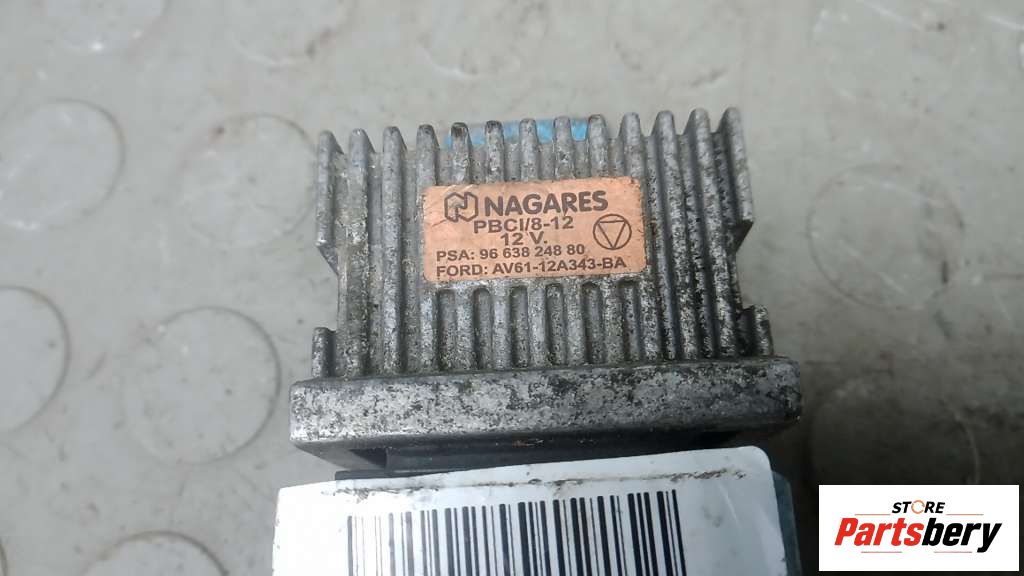 NAGARES
PBCI/8-12
12 V.
PSA: 96 638 248 80
FORD: AV61-12A343-BA
STORE
Partsbery